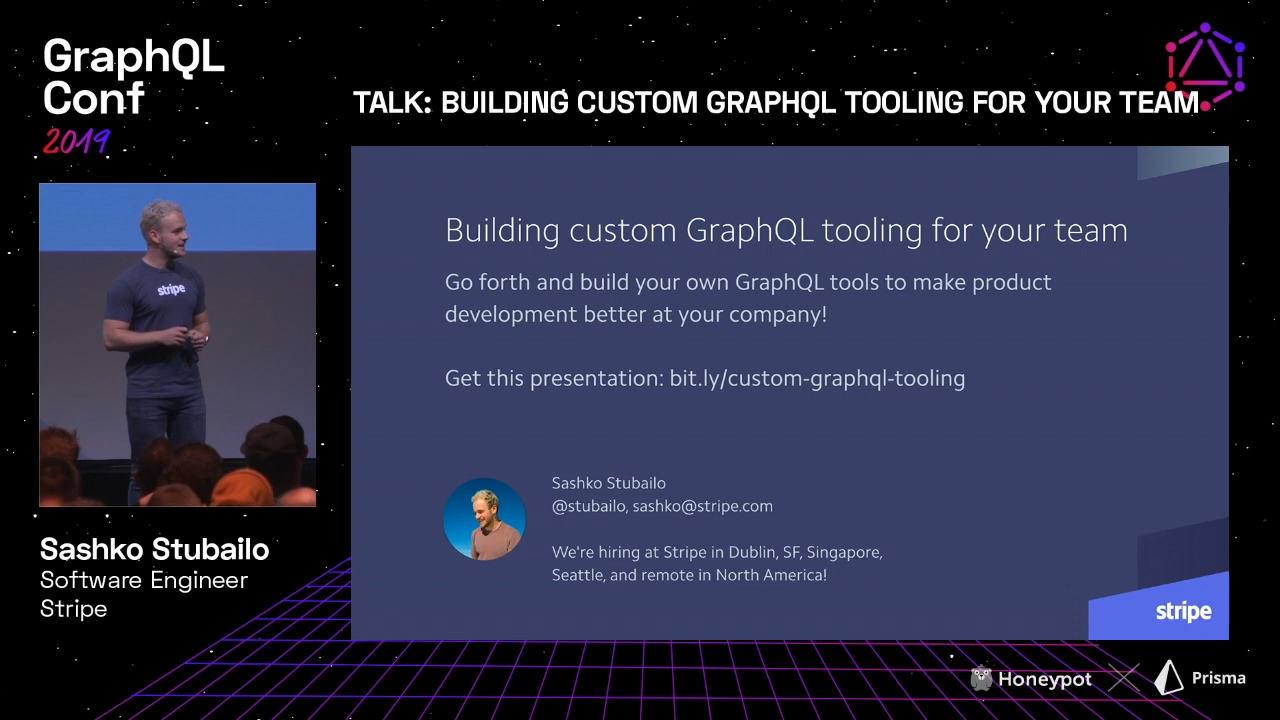 GraphQL
Conf
2019
TALK: BUILDING CUSTOM GRAPHQL TOOLING FOR YOUR TEAM
stripe
Sashko Stubailo
Software Engineer
Stripe
Building custom GraphQL tooling for your team
Go forth and build your own GraphQL tools to make product
development better at your company!
Get this presentation: bit.ly/custom-graphql-tooling
Sashko Stubailo
@stubailo, sashko@stripe.com
We're hiring at Stripe in Dublin, SF, Singapore,
Seattle, and remote in North America!
stripe
Honeypot
Prisma